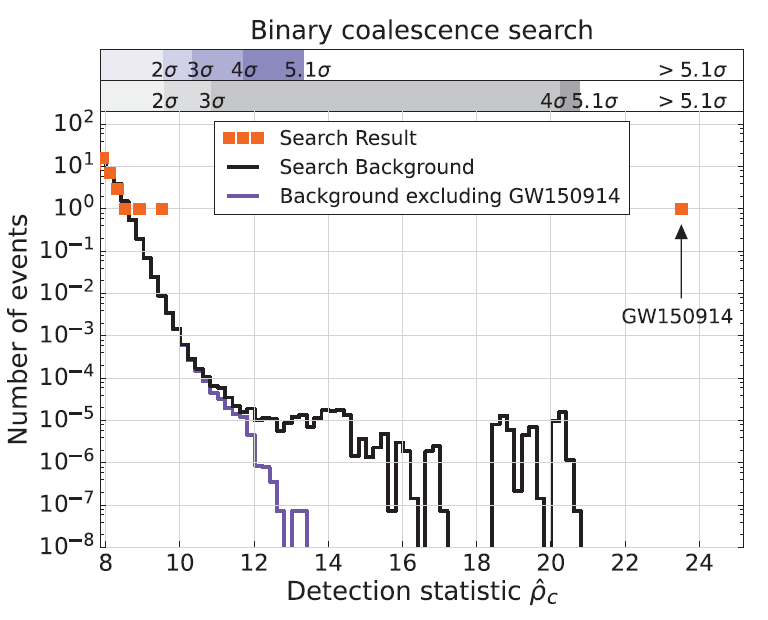 Binary coalescence search
2σ 3σ 4σ 5.1σ > 5.1σ
2σ 3σ 4σ 5.1σ > 5.1σ
Search Result
Search Background
Background excluding GW150914
10²
10¹
10⁰
10⁻¹
10⁻²
10⁻³
10⁻⁴
10⁻⁵
10⁻⁶
10⁻⁷
10⁻⁸
Number of events
GW150914
8 10 12 14 16 18 20 22 24
Detection statistic ρ̂c